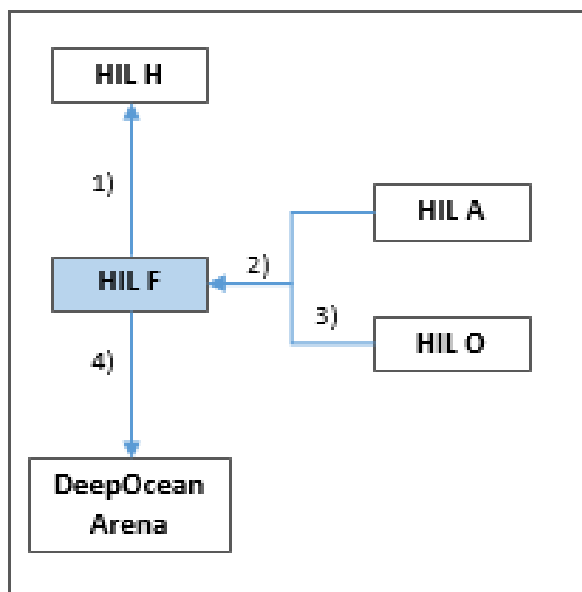 HIL H
1)
HIL A
2)
HIL F
3)
HIL O
4)
DeepOcean
Arena